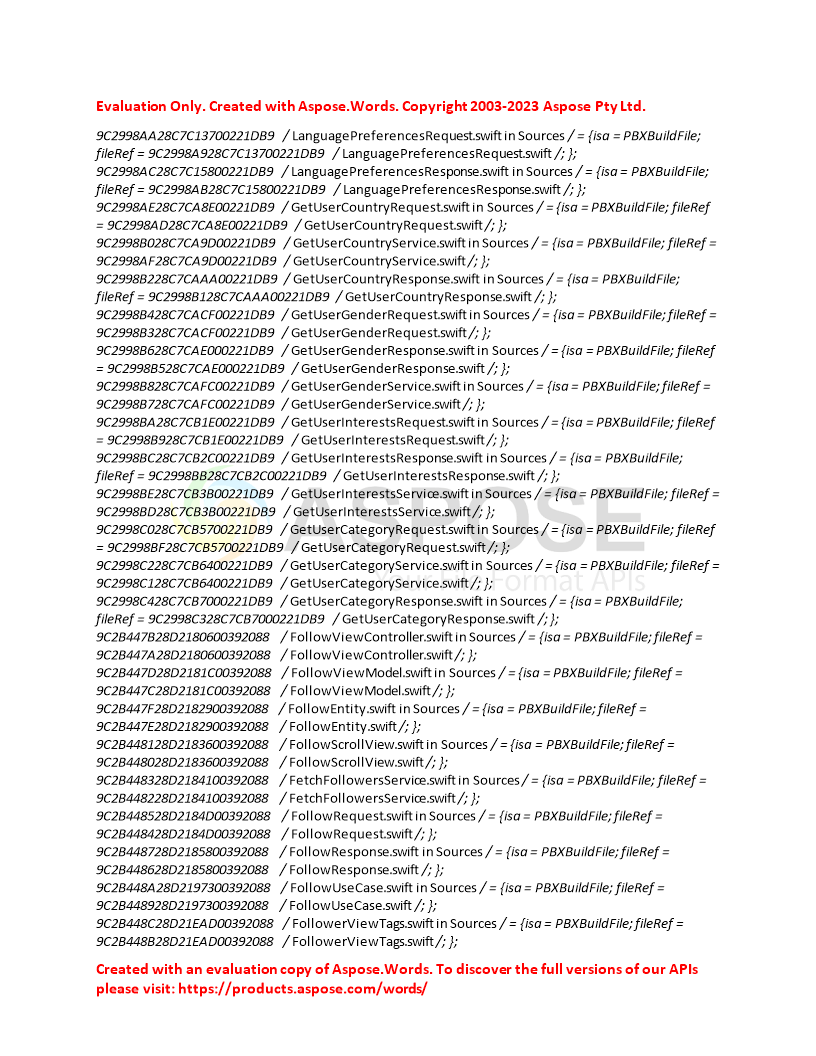 Evaluation Only. Created with Aspose.Words. Copyright 2003-2023 Aspose Pty Ltd.
9C2998AA28C7C13700221DB9 / LanguagePreferencesRequest.swift in Sources / = {isa = PBXBuildFile;
fileRef = 9C2998A928C7C13700221DB9 / LanguagePreferencesRequest.swift /; };
9C2998AC28C7C15800221DB9 / LanguagePreferencesResponse.swift in Sources / = {isa = PBXBuildFile;
fileRef = 9C2998AB28C7C15800221DB9 / LanguagePreferencesResponse.swift /; };
9C2998AE28C7CA8E00221DB9 / GetUserCountryRequest.swift in Sources / = {isa = PBXBuildFile; fileRef
= 9C2998AD28C7CA8E00221DB9 / GetUserCountryRequest.swift /; };
9C2998B028C7CA9D00221DB9 / GetUserCountryService.swift in Sources / = {isa = PBXBuildFile; fileRef =
9C2998AF28C7CA9D00221DB9 / GetUserCountryService.swift /; };
9C2998B228C7CAAA00221DB9 / GetUserCountryResponse.swift in Sources / = {isa = PBXBuildFile;
fileRef = 9C2998B128C7CAAA00221DB9 / GetUserCountryResponse.swift /; };
9C2998B428C7CACF00221DB9 / GetUserGenderRequest.swift in Sources / = {isa = PBXBuildFile; fileRef =
9C2998B328C7CACF00221DB9 / GetUserGenderRequest.swift /; };
9C2998B628C7CAE000221DB9 / GetUserGenderResponse.swift in Sources / = {isa = PBXBuildFile; fileRef
= 9C2998B528C7CAE000221DB9 / GetUserGenderResponse.swift /; };
9C2998B828C7CAFC00221DB9 / GetUserGenderService.swift in Sources / = {isa = PBXBuildFile; fileRef =
9C2998B728C7CAFC00221DB9 / GetUserGenderService.swift /; };
9C2998BA28C7CB1E00221DB9 / GetUserInterestsRequest.swift in Sources / = {isa = PBXBuildFile; fileRef
= 9C2998B928C7CB1E00221DB9 / GetUserInterestsRequest.swift /; };
9C2998BC28C7CB2C00221DB9 / GetUserInterestsResponse.swift in Sources / = {isa = PBXBuildFile;
fileRef = 9C2998BB28C7CB2C00221DB9 / GetUserInterestsResponse.swift /; };
9C2998BE28C7CB3B00221DB9 / GetUserInterestsService.swift in Sources / = {isa = PBXBuildFile; fileRef =
9C2998BD28C7CB3B00221DB9 / GetUserInterestsService.swift /; };
9C2998C028C7CB5700221DB9 / GetUserCategoryRequest.swift in Sources / = {isa = PBXBuildFile; fileRef
= 9C2998BF28C7CB5700221DB9 / GetUserCategoryRequest.swift /; };
9C2998C228C7CB6400221DB9 / GetUserCategoryService.swift in Sources / = {isa = PBXBuildFile; fileRef =
9C2998C128C7CB6400221DB9 / GetUserCategoryService.swift /; };
9C2998C428C7CB7000221DB9 / GetUserCategoryResponse.swift in Sources / = {isa = PBXBuildFile;
fileRef = 9C2998C328C7CB7000221DB9 / GetUserCategoryResponse.swift /; };
9C2B447B28D2180600392088 / FollowViewController.swift in Sources / = {isa = PBXBuildFile; fileRef =
9C2B447A28D2180600392088 / FollowViewController.swift /; };
9C2B447D28D2181C00392088 / FollowViewModel.swift in Sources / = {isa = PBXBuildFile; fileRef =
9C2B447C28D2181C00392088 / FollowViewModel.swift /; };
9C2B447F28D2182900392088 / FollowEntity.swift in Sources / = {isa = PBXBuildFile; fileRef =
9C2B447E28D2182900392088 / FollowEntity.swift /; };
9C2B448128D2183600392088 / FollowScrollView.swift in Sources / = {isa = PBXBuildFile; fileRef =
9C2B448028D2183600392088 / FollowScrollView.swift /; };
9C2B448328D2184100392088 / FetchFollowersService.swift in Sources / = {isa = PBXBuildFile; fileRef =
9C2B448228D2184100392088 / FetchFollowersService.swift /; };
9C2B448528D2184D00392088 / FollowRequest.swift in Sources / = {isa = PBXBuildFile; fileRef =
9C2B448428D2184D00392088 / FollowRequest.swift /; };
9C2B448728D2185800392088 / FollowResponse.swift in Sources / = {isa = PBXBuildFile; fileRef =
9C2B448628D2185800392088 / FollowResponse.swift /; };
9C2B448A28D2197300392088 / FollowUseCase.swift in Sources / = {isa = PBXBuildFile; fileRef =
9C2B448928D2197300392088 / FollowUseCase.swift /; };
9C2B448C28D21EAD00392088 / FollowerViewTags.swift in Sources / = {isa = PBXBuildFile; fileRef =
9C2B448B28D21EAD00392088 / FollowerViewTags.swift /; };
Created with an evaluation copy of Aspose.Words. To discover the full versions of our APIs
please visit: https://products.aspose.com/words/
ASPOSE
Format APIs